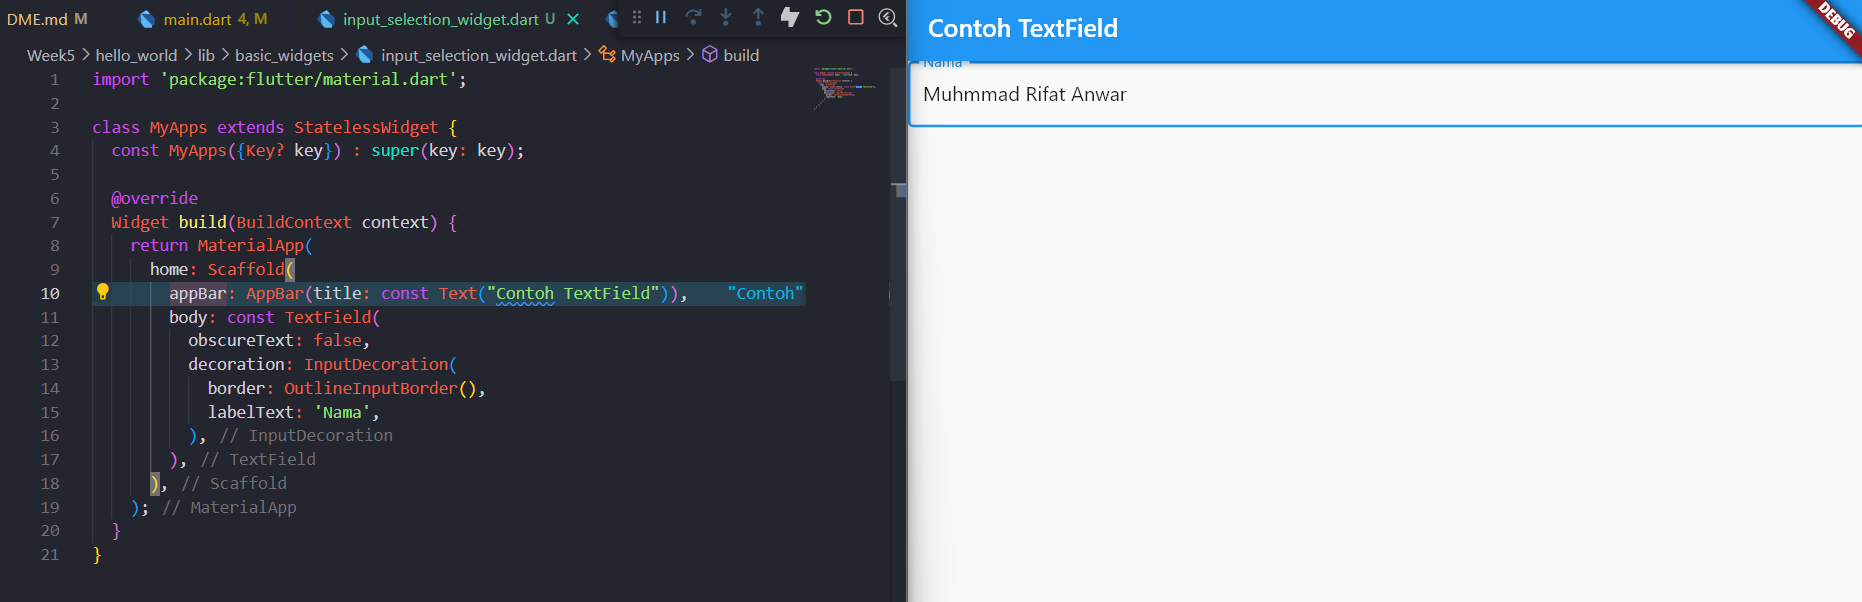 DME.md M
main.dart 4, M
input_selection_widget.dart U
Week5 > hello_world > lib > basic_widgets > input_selection_widget.dart > MyApps > build
1 import 'package:flutter/material.dart';
2
3 class MyApps extends StatelessWidget {
4 const MyApps({Key? key}) : super(key: key);
5
6 @override
7 Widget build(BuildContext context) {
8 return MaterialApp(
9 home: Scaffold(
10 appBar: AppBar(title: const Text("Contoh TextField")), "Contoh"
11 body: const TextField(
12 obscureText: false,
13 decoration: InputDecoration(
14 border: OutlineInputBorder(),
15 labelText: 'Nama',
16 ), // InputDecoration
17 ), // TextField
18 ), // Scaffold
19 ); // MaterialApp
20 }
21 }
Contoh TextField
DEBUG
Nama
Muhmmad Rifat Anwar